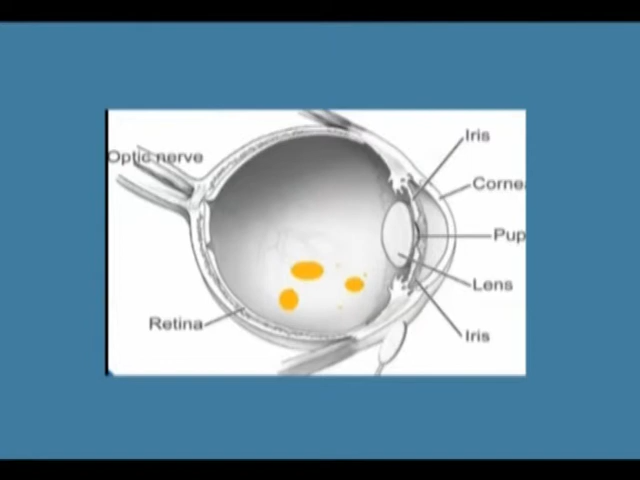 Iris
Optic nerve
Corne
Pup
Lens
Retina
Iris